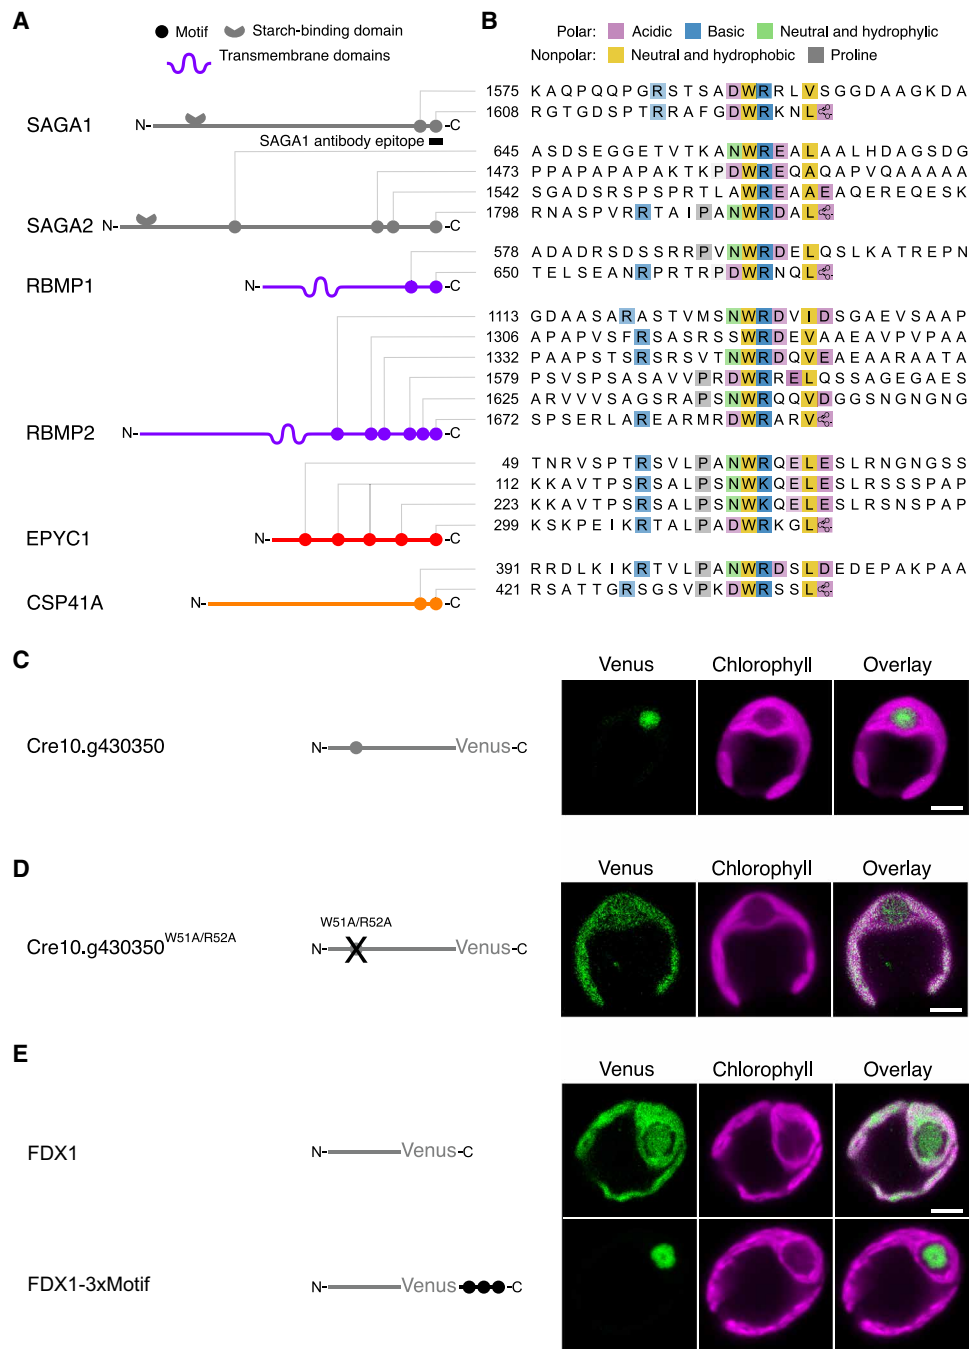 A
Motif
Starch-binding domain
Transmembrane domains
SAGA1
N-
-C
SAGA1 antibody epitope
SAGA2
N-
-C
RBMP1
N-
-C
RBMP2
N-
-C
EPYC1
N-
-C
CSP41A
N-
-C
B
Polar: Acidic Basic Neutral and hydrophylic
Nonpolar: Neutral and hydrophobic Proline
1575 K A Q P Q Q P G R S T S A D W R R L V S G G D A A G K D A
1608 R G T G D S P T R R A F G D W R K N L
645 A S D S E G G E T V T K A N W R E A L A A L H D A G S D G
1473 P P A P A P A P A K T K P D W R E Q A Q A P V Q A A A A A
1542 S G A D S R S P S P R T L A W R E A A E A Q E R E Q E S K
1798 R N A S P V R R T A I P A N W R D A L
578 A D A D R S D S S R R P V N W R D E L Q S L K A T R E P N
650 T E L S E A N R P R T R P D W R N Q L
1113 G D A A S A R A S T V M S N W R D V I D S G A E V S A A P
1306 A P A P V S F R S A S R S S W R D E V A A E A V P V P A A
1332 P A A P S T S R S R S V T N W R D Q V E A E A A R A A T A
1579 P S V S P S A S A V V P R D W R R E L Q S S A G E G A E S
1625 A R V V V S A G S R A P S N W R Q Q V D G G S N G N G N G
1672 S P S E R L A R E A R M R D W R A R V
49 T N R V S P T R S V L P A N W R Q E L E S L R N G N G S S
112 K K A V T P S R S A L P S N W K Q E L E S L R S S S P A P
223 K K A V T P S R S A L P S N W K Q E L E S L R S N S P A P
299 K S K P E I K R T A L P A D W R K G L
391 R R D L K I K R T V L P A N W R D S L D E D E P A K P A A
421 R S A T T G R S G S V P K D W R S S L
C
Venus Chlorophyll Overlay
Cre10.g430350
N- Venus -C
D
Venus Chlorophyll Overlay
Cre10.g430350W51A/R52A
W51A/R52A
N- Venus -C
E
Venus Chlorophyll Overlay
FDX1
N- Venus -C
FDX1-3xMotif
N- Venus -C